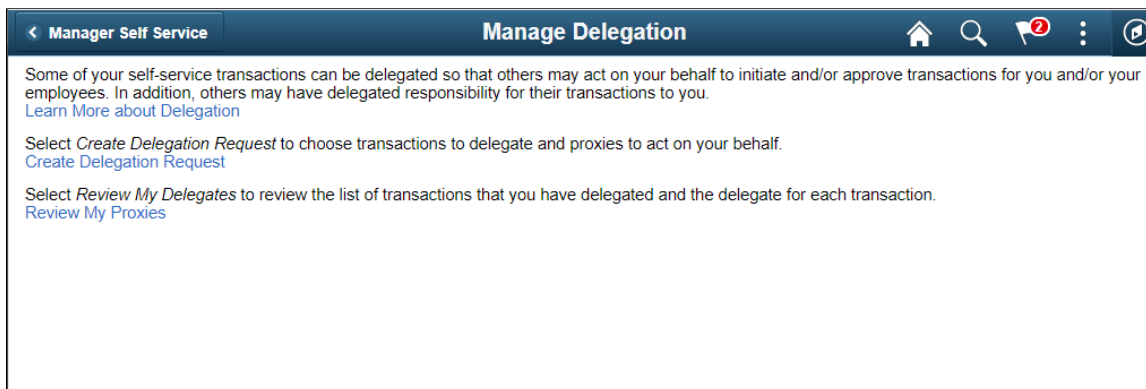 Manager Self Service
Manage Delegation
2
Some of your self-service transactions can be delegated so that others may act on your behalf to initiate and/or approve transactions for you and/or your
employees. In addition, others may have delegated responsibility for their transactions to you.
Learn More about Delegation
Select Create Delegation Request to choose transactions to delegate and proxies to act on your behalf.
Create Delegation Request
Select Review My Delegates to review the list of transactions that you have delegated and the delegate for each transaction.
Review My Proxies